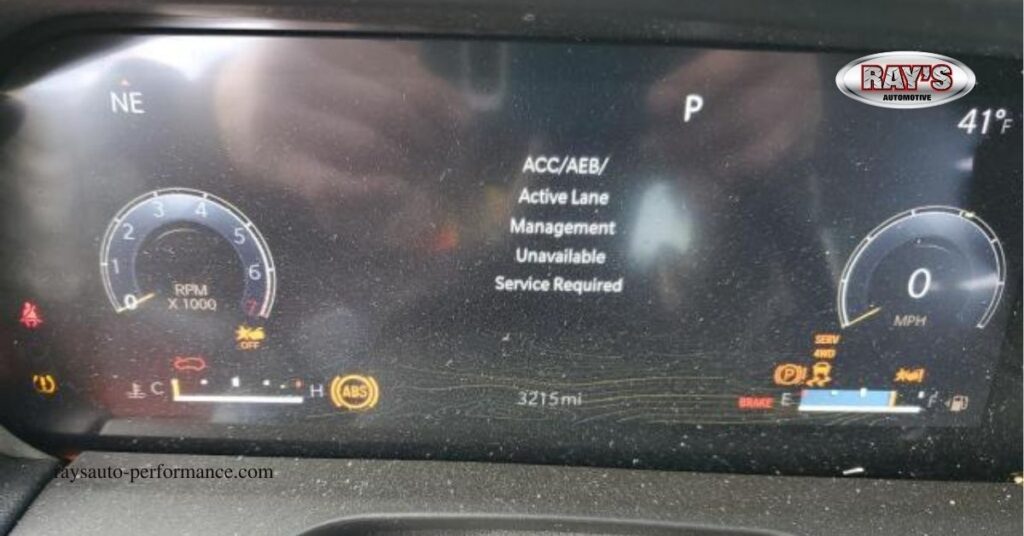 RAY'S
AUTOMOTIVE
NE
P
41°F
ACC/AEB/
Active Lane
Management
Unavailable
Service Required
0 1 2 3 4 5 6 7
RPM
X 1000
0
MPH
OFF
SERV
4WD
P
C
H
ABS
3215mi
BRAKE
E
F
raysauto-performance.com